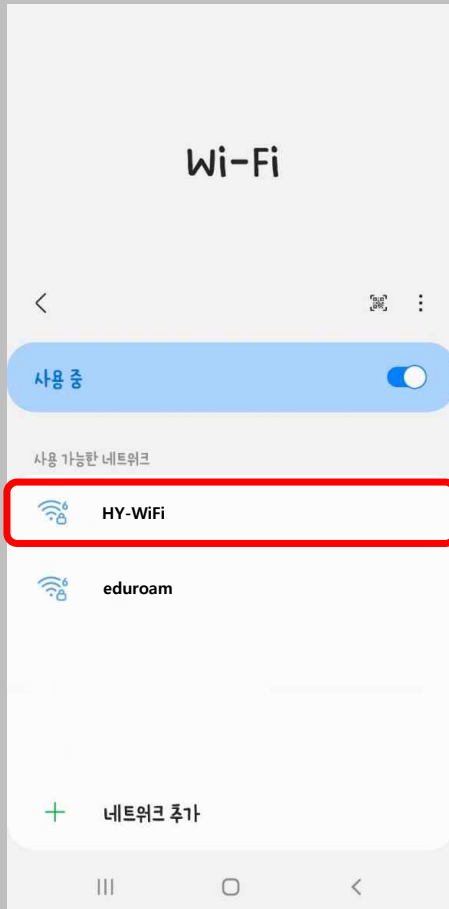 Wi-Fi
사용 중
사용 가능한 네트워크
HY-WiFi
eduroam
네트워크 추가